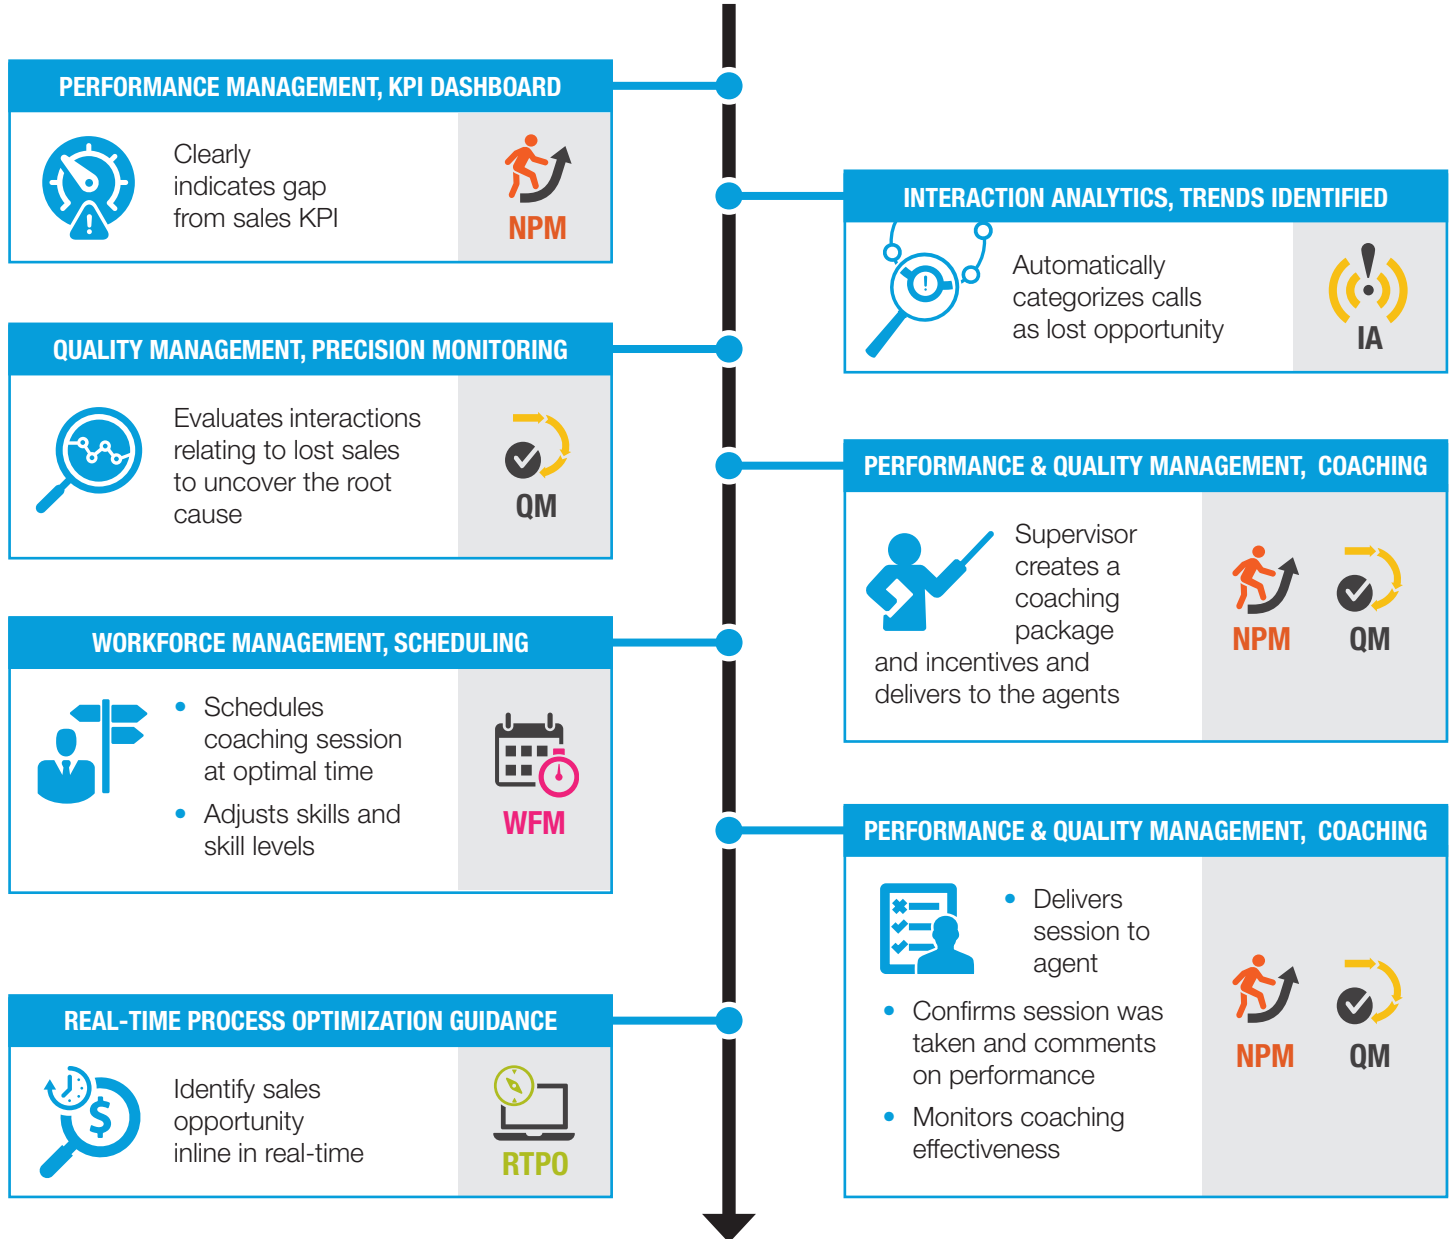 PERFORMANCE MANAGEMENT, KPI DASHBOARD
Clearly
indicates gap
from sales KPI
NPM
INTERACTION ANALYTICS, TRENDS IDENTIFIED
Automatically
categorizes calls
as lost opportunity
IA
QUALITY MANAGEMENT, PRECISION MONITORING
Evaluates interactions
relating to lost sales
to uncover the root
cause
QM
PERFORMANCE & QUALITY MANAGEMENT, COACHING
Supervisor
creates a
coaching
package
and incentives and
delivers to the agents
NPM
QM
WORKFORCE MANAGEMENT, SCHEDULING
• Schedules
coaching session
at optimal time
• Adjusts skills and
skill levels
WFM
PERFORMANCE & QUALITY MANAGEMENT, COACHING
• Delivers
session to
agent
• Confirms session was
taken and comments
on performance
• Monitors coaching
effectiveness
NPM
QM
REAL-TIME PROCESS OPTIMIZATION GUIDANCE
Identify sales
opportunity
inline in real-time
$
RTPO